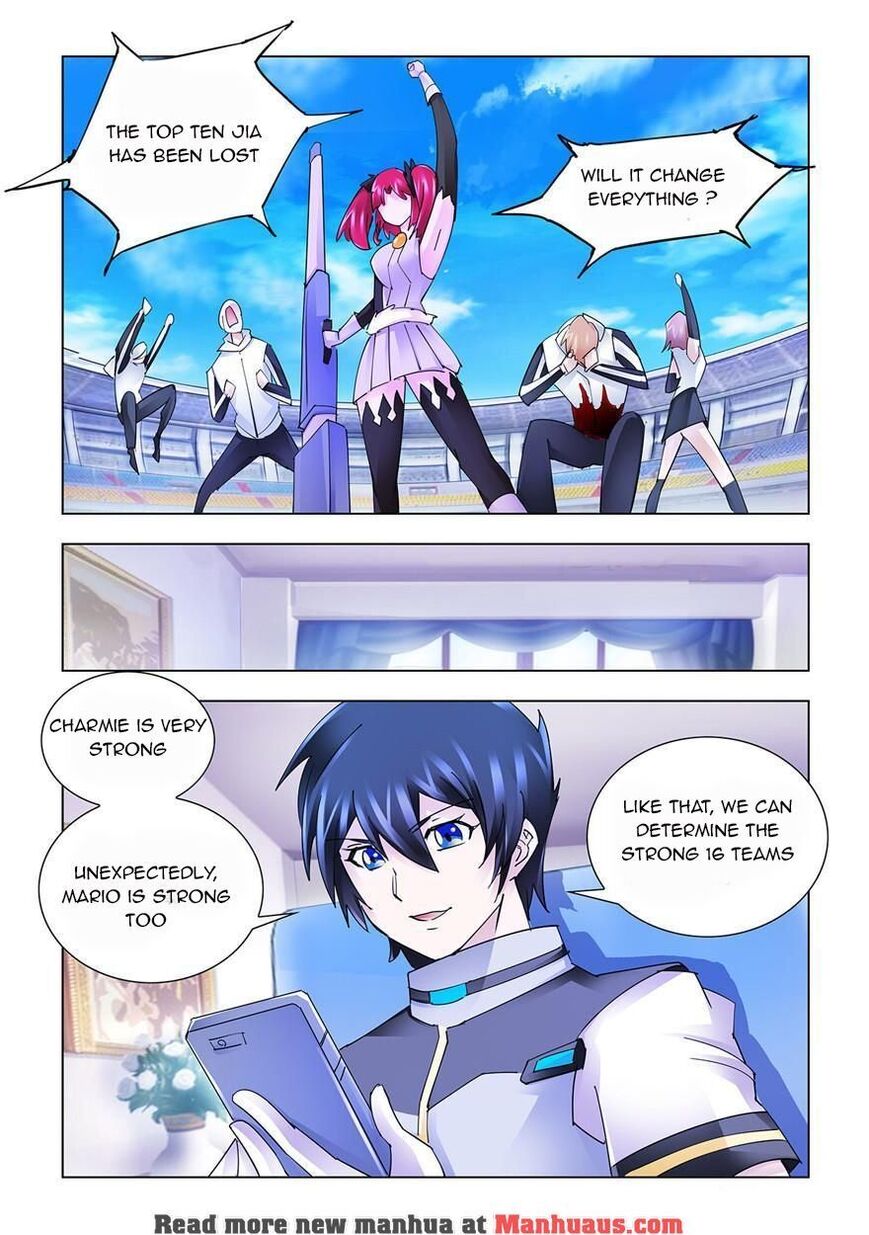 THE TOP TEN JIA
HAS BEEN LOST
WILL IT CHANGE
EVERYTHING ?
CHARMIE IS VERY
STRONG
UNEXPECTEDLY,
MARIO IS STRONG
TOO
LIKE THAT, WE CAN
DETERMINE THE
STRONG 16 TEAMS
Read more new manhua at Manhuaus.com